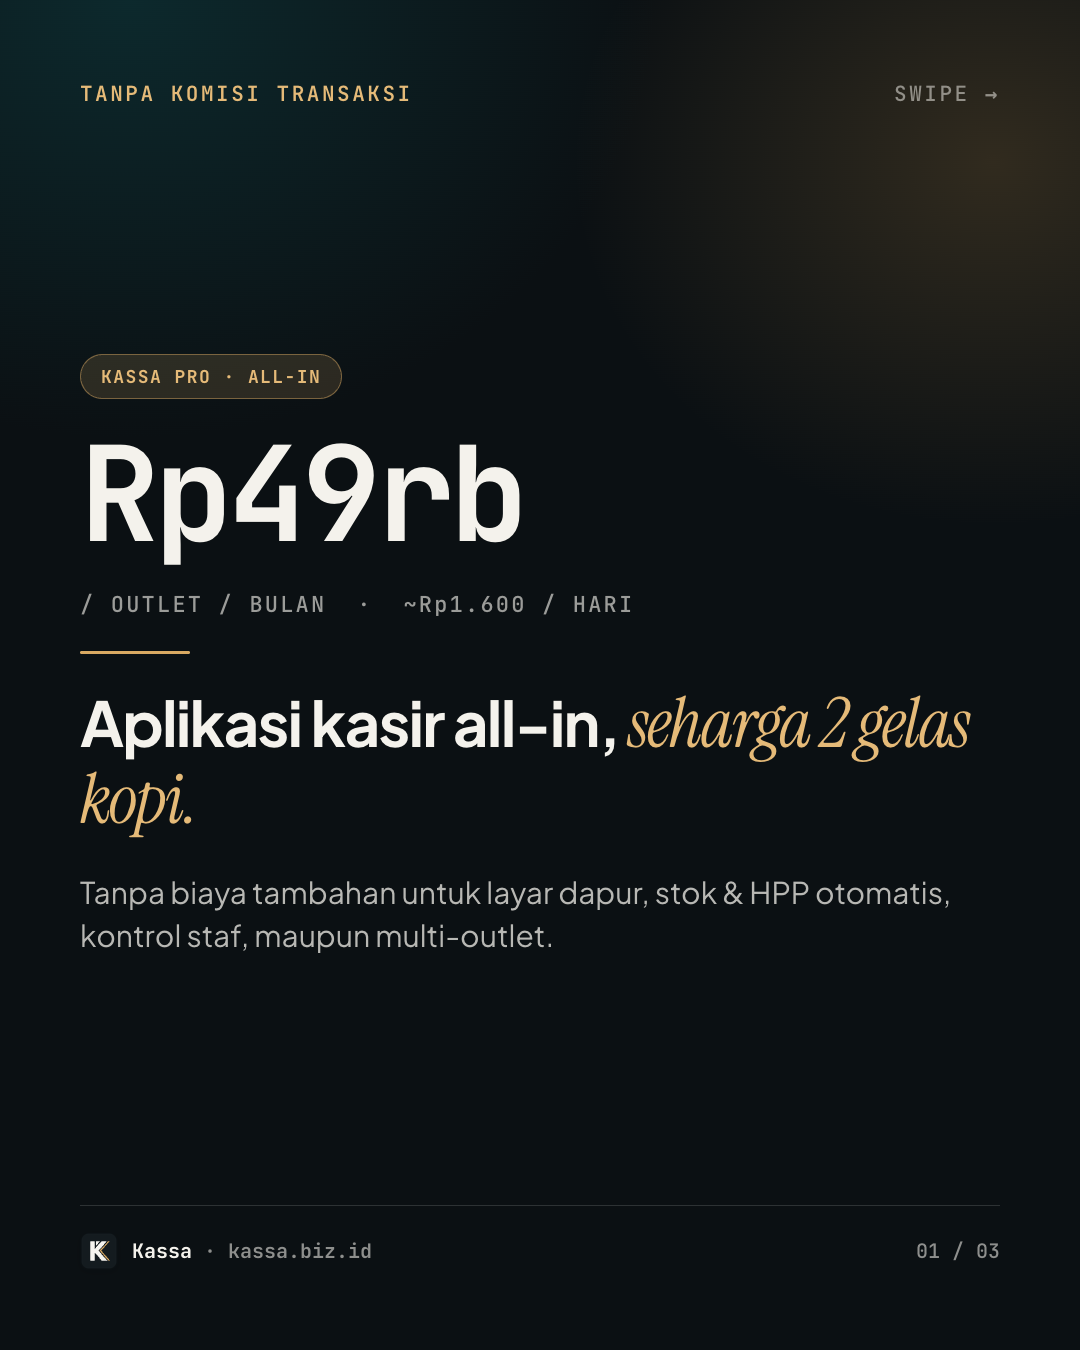 TANPA KOMISI TRANSAKSI
SWIPE →
KASSA PRO · ALL-IN
Rp49rb
/ OUTLET / BULAN · ~Rp1.600 / HARI
Aplikasi kasir all-in, seharga 2 gelas
kopi.
Tanpa biaya tambahan untuk layar dapur, stok & HPP otomatis,
kontrol staf, maupun multi-outlet.
K Kassa · kassa.biz.id
01 / 03